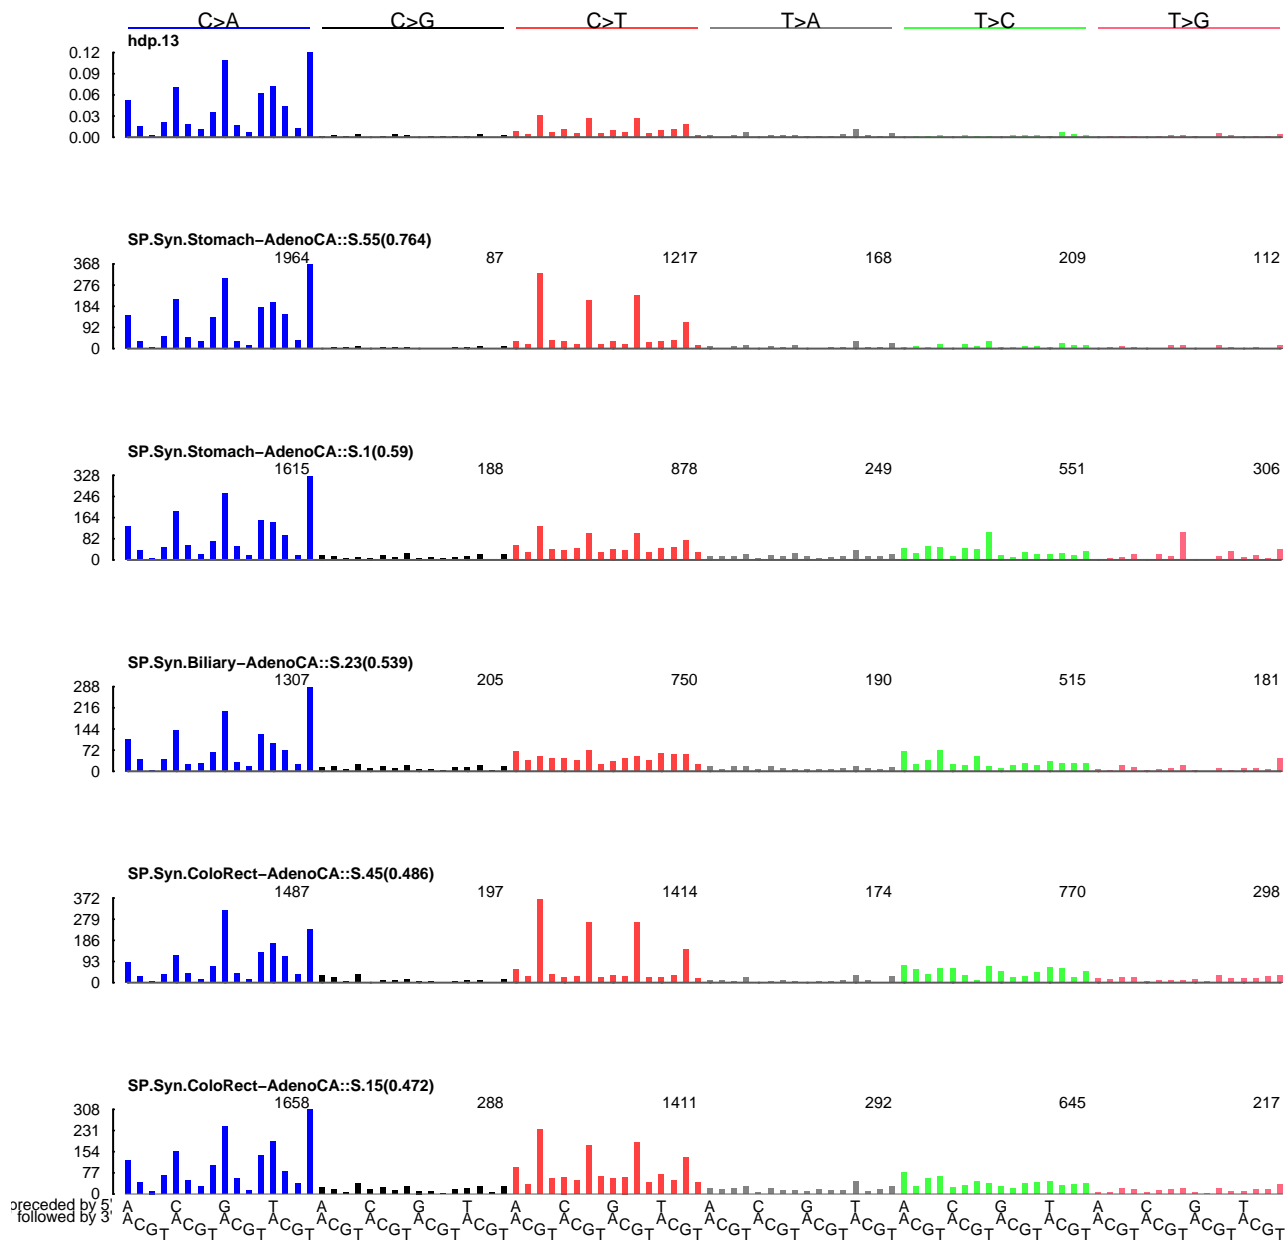 C>A C>G C>T T>A T>C T>G
hdp.13
0.12
0.09
0.06
0.03
0.00
SP.Syn.Stomach−AdenoCA::S.55(0.764)
1964 87 1217 168 209 112
368
276
184
92
0
SP.Syn.Stomach−AdenoCA::S.1(0.59)
1615 188 878 249 551 306
328
246
164
82
0
SP.Syn.Biliary−AdenoCA::S.23(0.539)
1307 205 750 190 515 181
288
216
144
72
0
SP.Syn.ColoRect−AdenoCA::S.45(0.486)
1487 197 1414 174 770 298
372
279
186
93
0
SP.Syn.ColoRect−AdenoCA::S.15(0.472)
1658 288 1411 292 645 217
308
231
154
77
0
preceded by 5' A C G T A C G T A C G T A C G T A C G T A C G T
followed by 3' A C G T A C G T A C G T A C G T A C G T A C G T A C G T A C G T A C G T A C G T A C G T A C G T A C G T A C G T A C G T A C G T A C G T A C G T A C G T A C G T A C G T A C G T A C G T A C G T